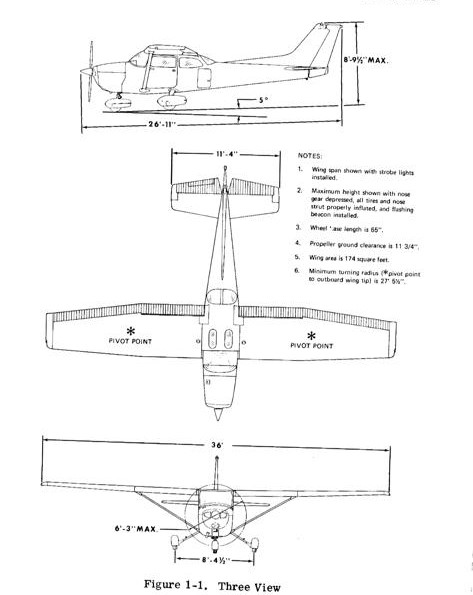 8'-9½" MAX.
5°
26'-11"
11'-4"
NOTES:
1. Wing span shown with strobe lights
installed.
2. Maximum height shown with nose
gear depressed, all tires and nose
strut properly inflated, and flashing
beacon installed.
3. Wheel base length is 65".
4. Propeller ground clearance is 11 3/4".
5. Wing area is 174 square feet.
6. Minimum turning radius (*pivot point
to outboard wing tip) is 27' 5½".
*
PIVOT POINT
*
PIVOT POINT
36'
6'-3" MAX.
8'-4½"
Figure 1-1. Three View